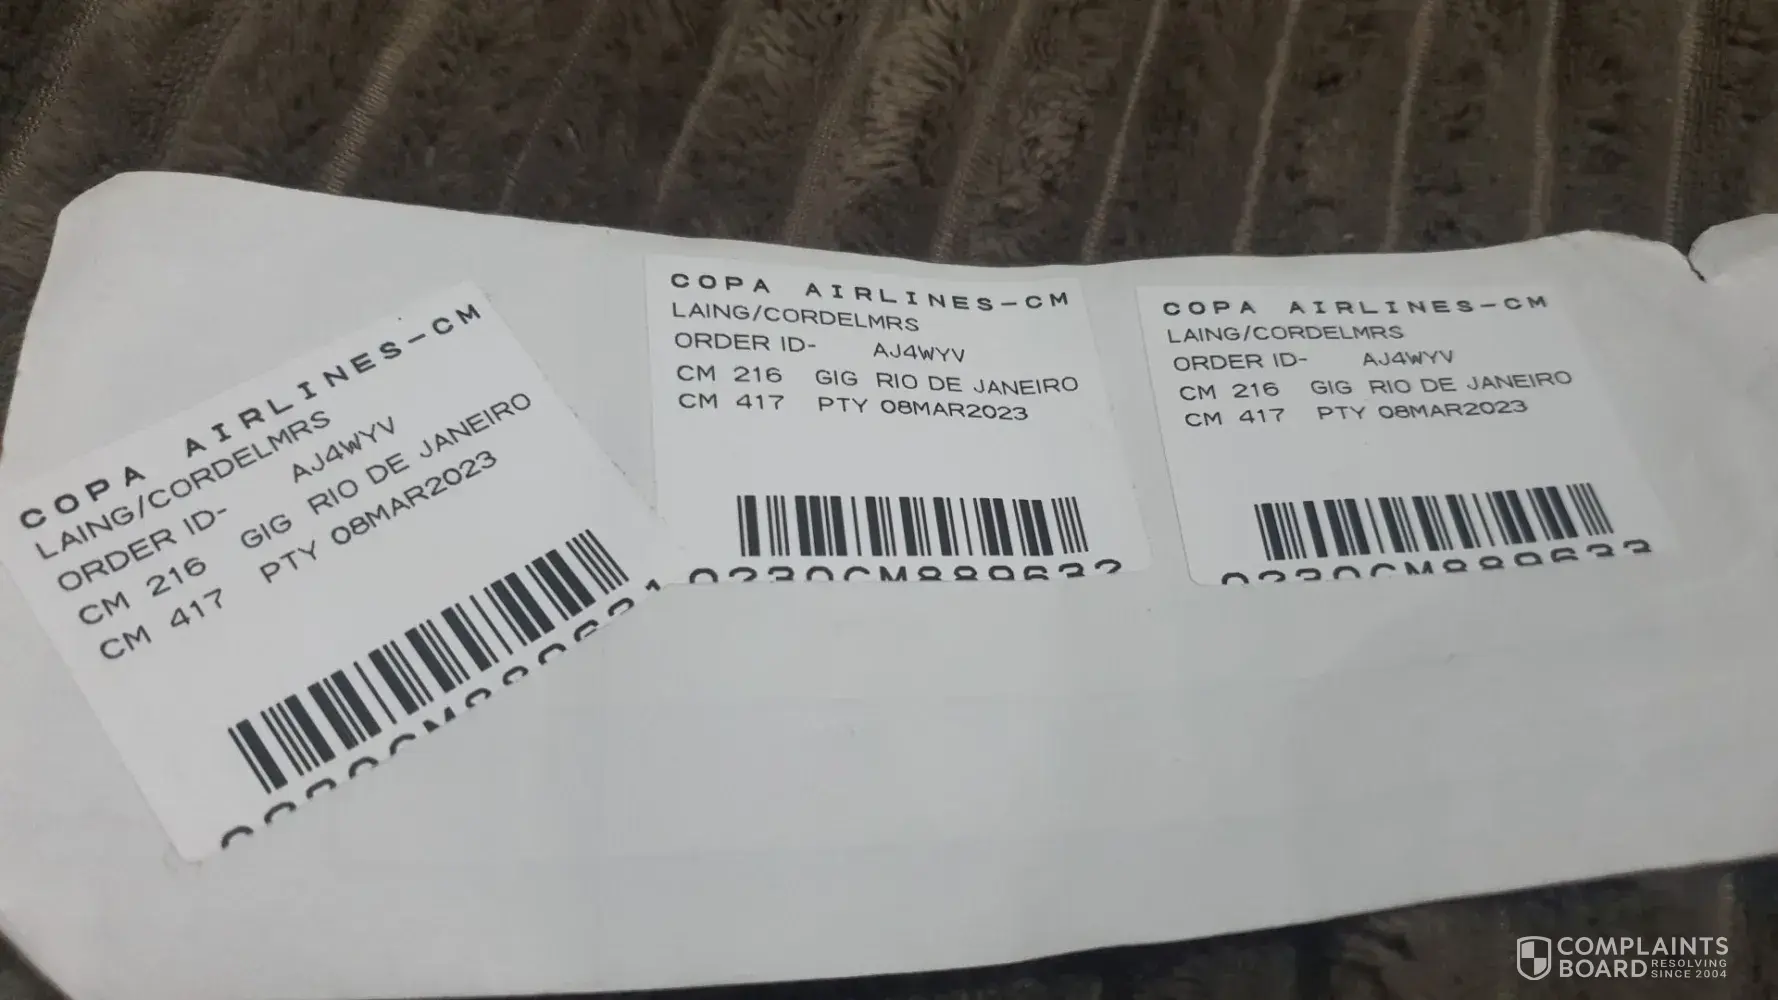 COPA AIRLINES-CM
LAING/CORDELMRS
ORDER ID- AJ4WYV
CM 216 GIG RIO DE JANEIRO
CM 417 PTY 08MAR2023
COPA AIRLINES-CM
LAING/CORDELMRS
ORDER ID- AJ4WYV
CM 216 GIG RIO DE JANEIRO
CM 417 PTY 08MAR2023
0230CM889632
COPA AIRLINES-CM
LAING/CORDELMRS
ORDER ID- AJ4WYV
CM 216 GIG RIO DE JANEIRO
CM 417 PTY 08MAR2023
COMPLAINTS
BOARD RESOLVING
SINCE 2004